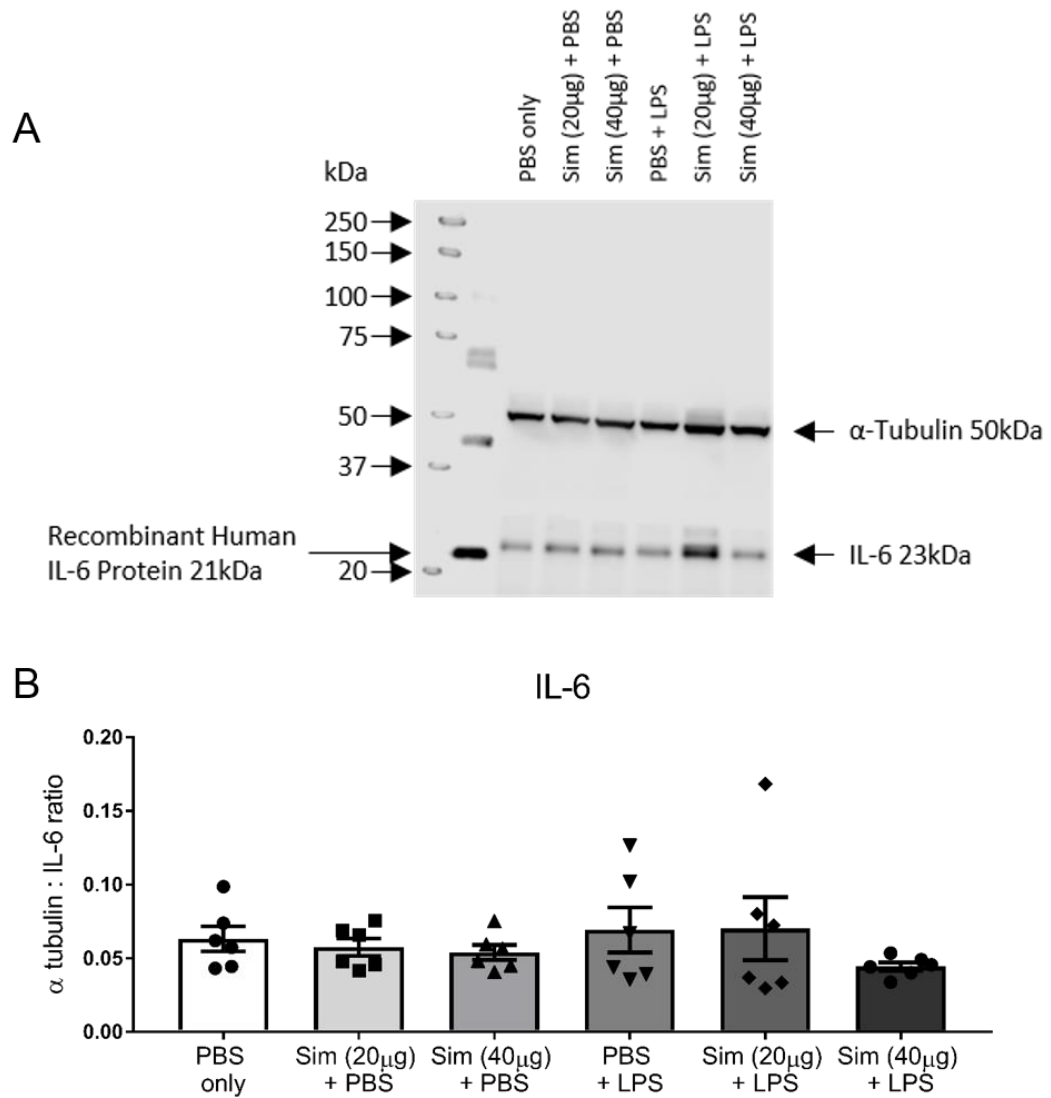 A
kDa
PBS only
Sim (20µg) + PBS
Sim (40µg) + PBS
PBS + LPS
Sim (20µg) + LPS
Sim (40µg) + LPS
250
150
100
75
50
37
20
α-Tubulin 50kDa
Recombinant Human
IL-6 Protein 21kDa
IL-6 23kDa
B
IL-6
α tubulin : IL-6 ratio
0.20
0.15
0.10
0.05
0.00
PBS
only
Sim (20µg)
+ PBS
Sim (40µg)
+ PBS
PBS
+ LPS
Sim (20µg)
+ LPS
Sim (40µg)
+ LPS